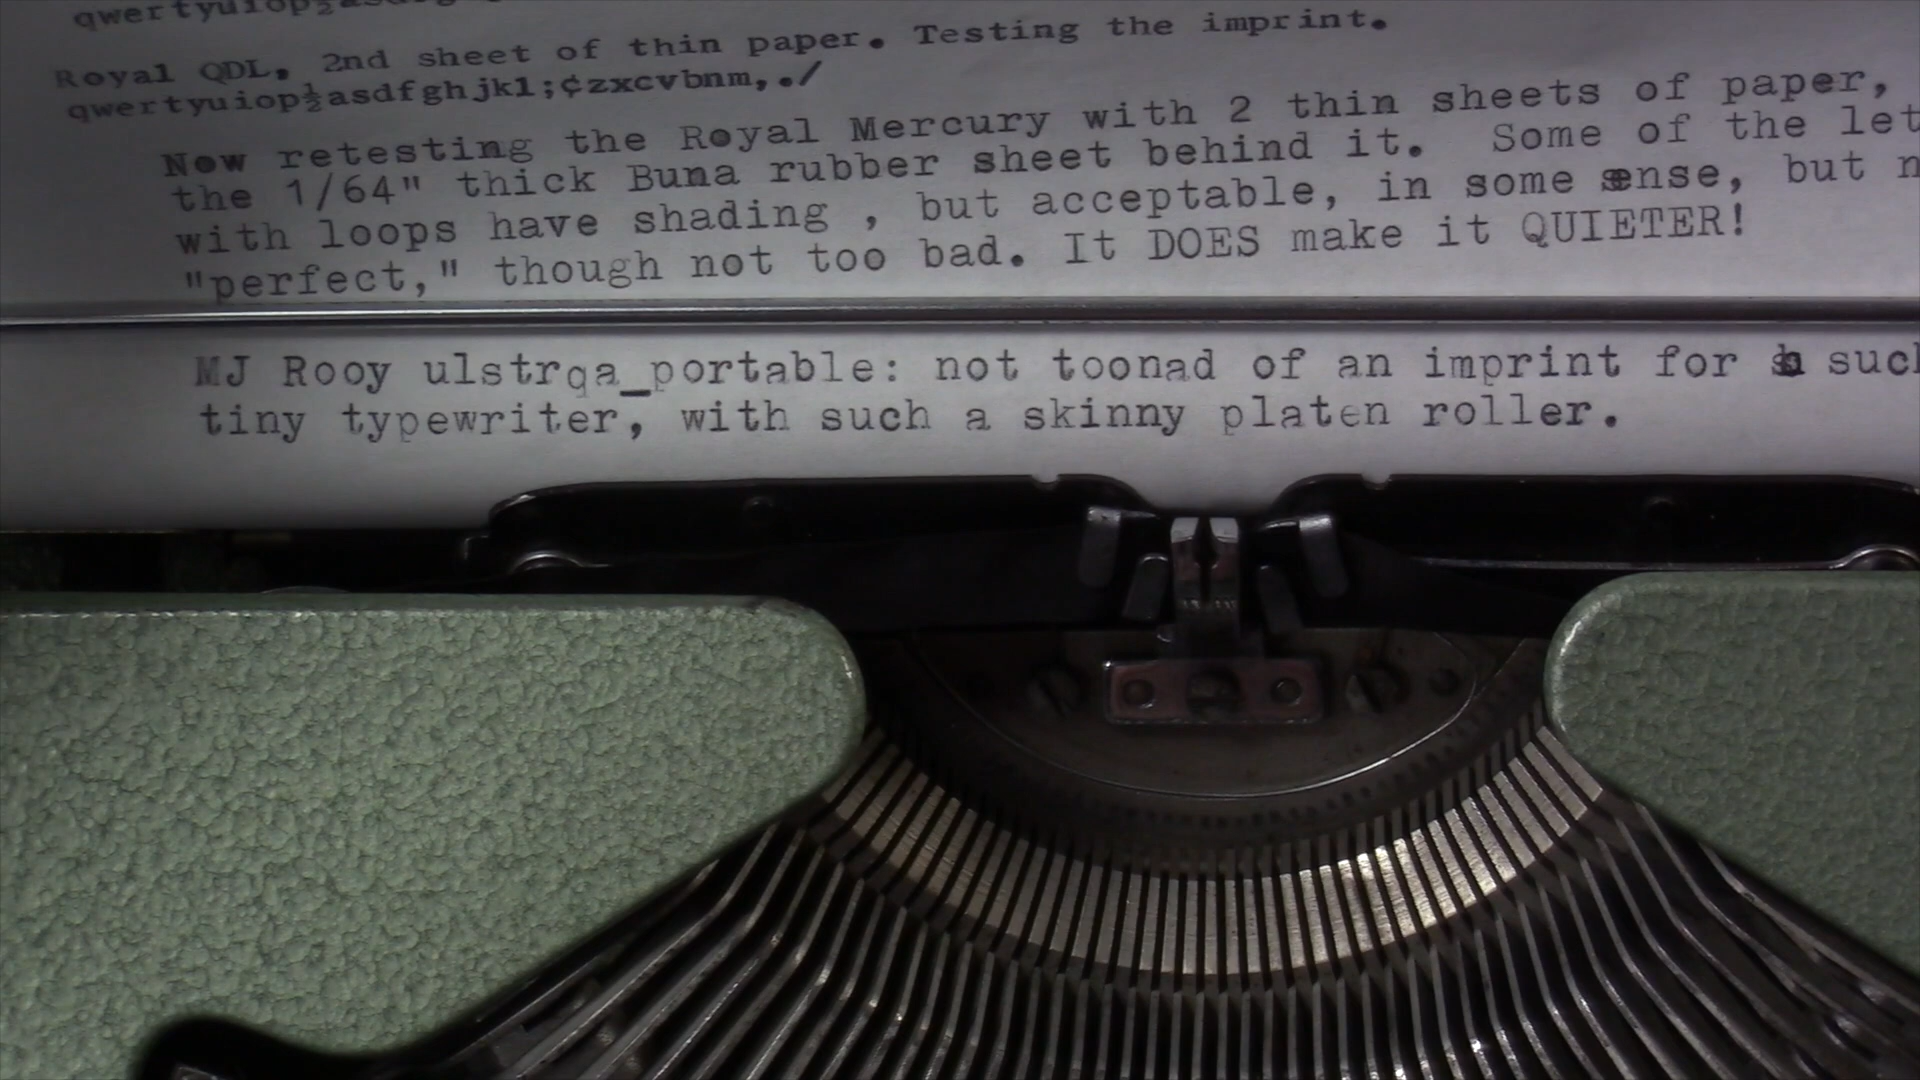 qwertyuiop½asdfg
Royal QDL, 2nd sheet of thin paper. Testing the imprint.
qwertyuiop½asdfghjkl;¢zxcvbnm,./
Now retesting the Royal Mercury with 2 thin sheets of paper,
the 1/64" thick Buna rubber sheet behind it. Some of the let
with loops have shading , but acceptable, in some sense, but n
"perfect," though not too bad. It DOES make it QUIETER!
MJ Rooy ulstrqa_portable: not toonad of an imprint for a such
tiny typewriter, with such a skinny platen roller.